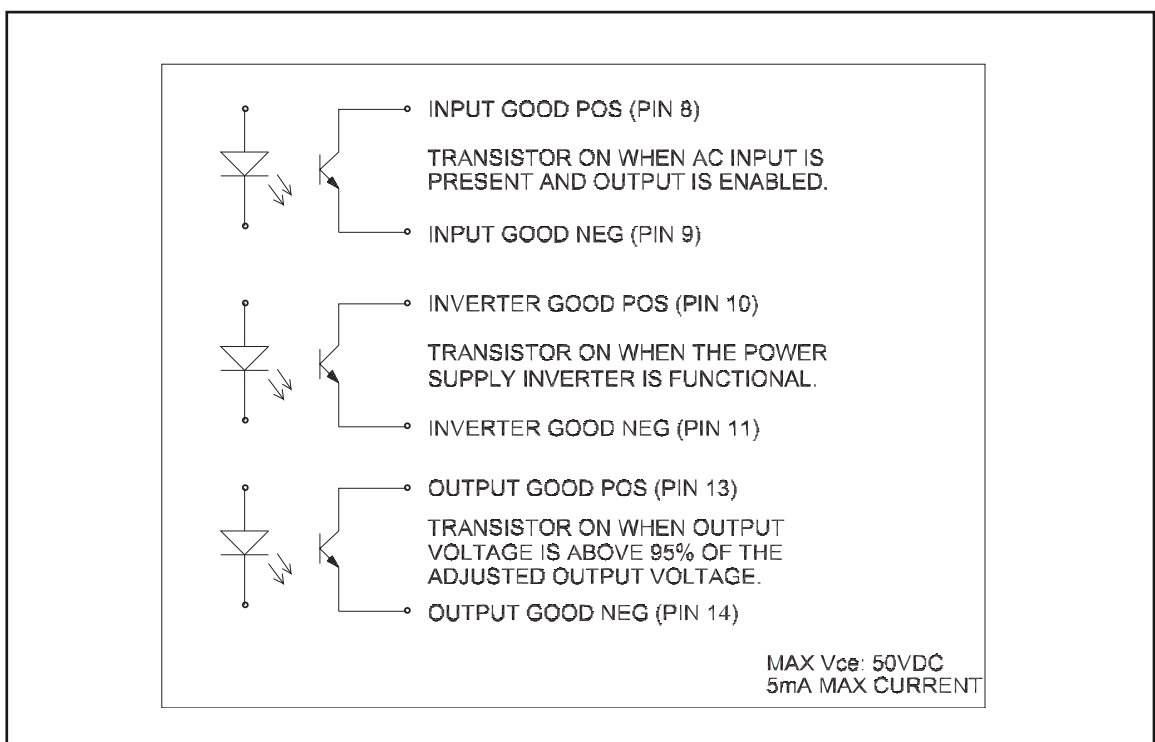 INPUT GOOD POS (PIN 8)
TRANSISTOR ON WHEN AC INPUT IS
PRESENT AND OUTPUT IS ENABLED.
INPUT GOOD NEG (PIN 9)
INVERTER GOOD POS (PIN 10)
TRANSISTOR ON WHEN THE POWER
SUPPLY INVERTER IS FUNCTIONAL.
INVERTER GOOD NEG (PIN 11)
OUTPUT GOOD POS (PIN 13)
TRANSISTOR ON WHEN OUTPUT
VOLTAGE IS ABOVE 95% OF THE
ADJUSTED OUTPUT VOLTAGE.
OUTPUT GOOD NEG (PIN 14)
MAX Vce: 50VDC
5mA MAX CURRENT